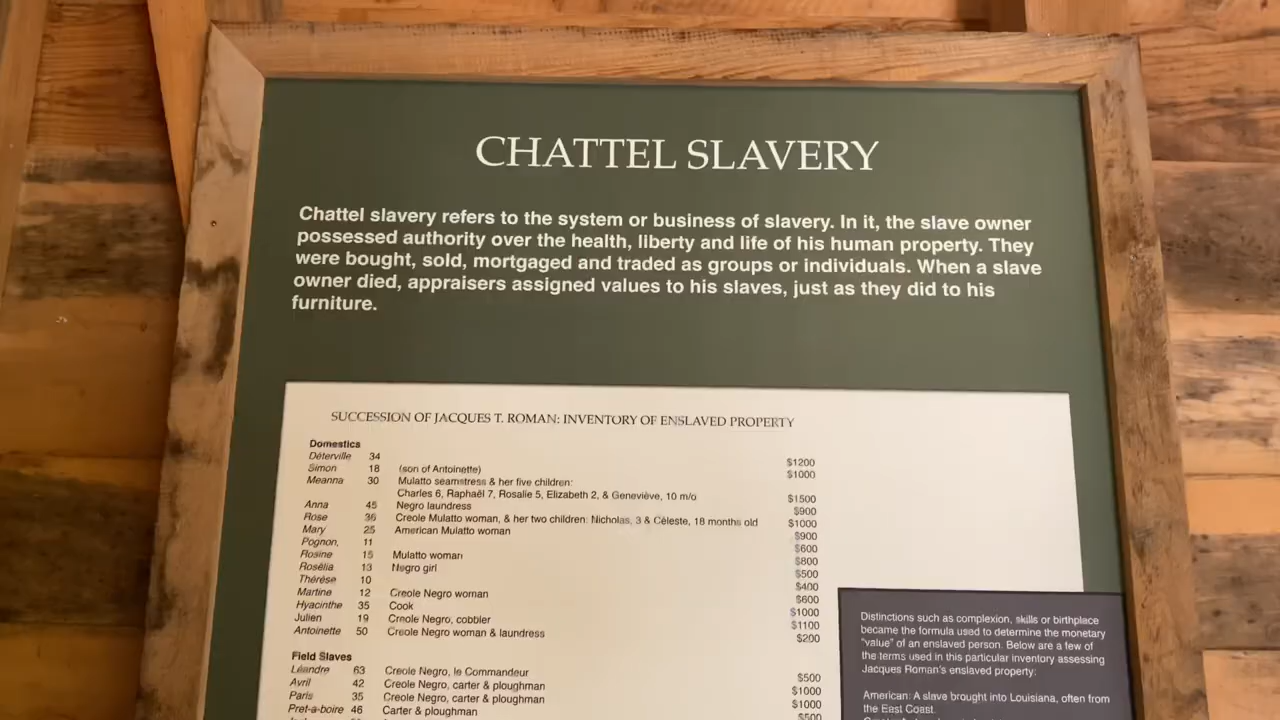 CHATTEL SLAVERY
Chattel slavery refers to the system or business of slavery. In it, the slave owner
possessed authority over the health, liberty and life of his human property. They
were bought, sold, mortgaged and traded as groups or individuals. When a slave
owner died, appraisers assigned values to his slaves, just as they did to his
furniture.
SUCCESSION OF JACQUES T. ROMAN: INVENTORY OF ENSLAVED PROPERTY
Domestics
Déterville 34 $1200
Simon 18 (son of Antoinette) $1000
Meanna 30 Mulatto seamstress & her five children:
Charles 6, Raphaël 7, Rosalie 5, Elizabeth 2, & Geneviève, 10 m/o $1500
Anna 45 Negro laundress $900
Rose 36 Creole Mulatto woman, & her two children: Nicholas, 3 & Céleste, 18 months old $1000
Mary 25 American Mulatto woman $900
Pognon, 11 $600
Rosine 15 Mulatto woman $800
Rosélia 13 Negro girl $500
Thérèse 10 $400
Martine 12 Creole Negro woman $600
Hyacinthe 35 Cook $1000
Julien 19 Creole Negro, cobbler $1100
Antoinette 50 Creole Negro woman & laundress $200
Field Slaves
Léandre 63 Creole Negro, le Commandeur $500
Avril 42 Creole Negro, carter & ploughman $1000
Paris 35 Creole Negro, carter & ploughman $1000
Pret-a-boire 46 Carter & ploughman $500
Distinctions such as complexion, skills or birthplace
became the formula used to determine the monetary
"value" of an enslaved person. Below are a few of
the terms used in this particular inventory assessing
Jacques Roman's enslaved property:
American: A slave brought into Louisiana, often from
the East Coast.